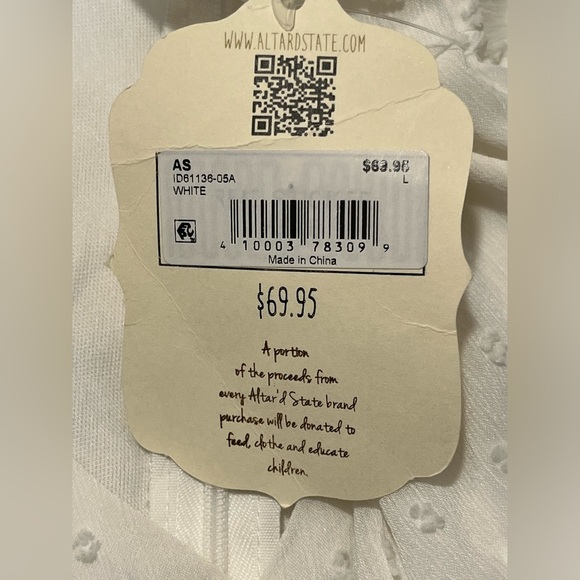 WWW.ALTARDSTATE.COM
AS $69.95
ID61136-05A L
WHITE
4 10003 78309 9
Made in China
$69.95
A portion
of the proceeds from
every Altar'd State brand
purchase will be donated to
feed, clothe and educate
children.